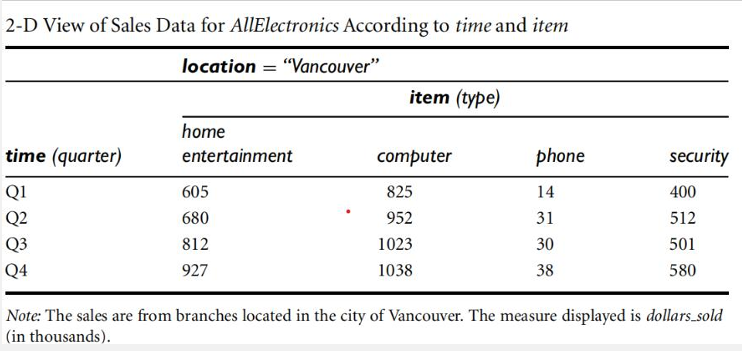 2-D View of Sales Data for AllElectronics According to time and item
location = “Vancouver”
item (type)
home
time (quarter) entertainment computer phone security
Q1 605 825 14 400
Q2 680 952 31 512
Q3 812 1023 30 501
Q4 927 1038 38 580
Note: The sales are from branches located in the city of Vancouver. The measure displayed is dollars_sold
(in thousands).